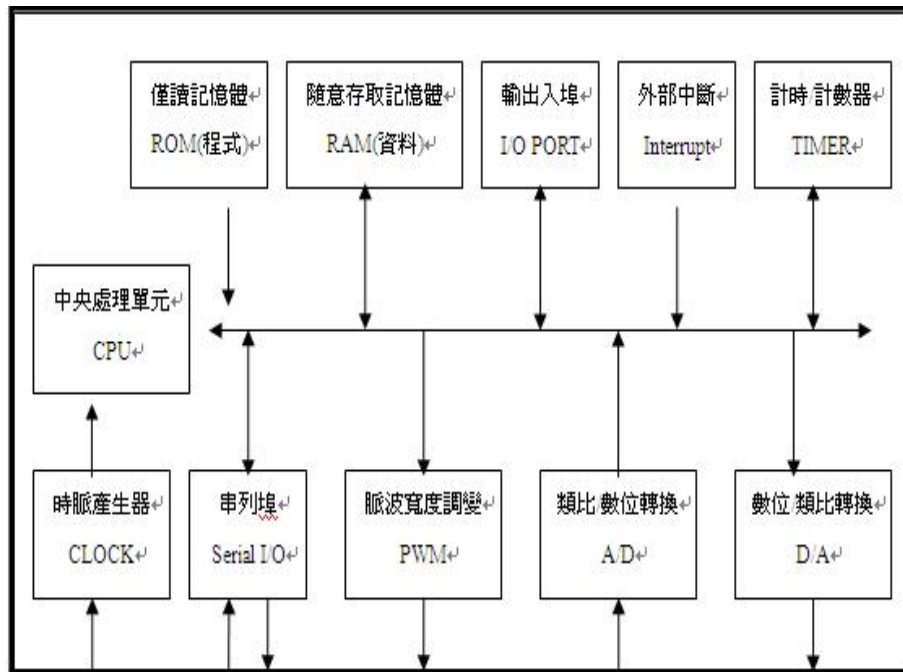 僅讀記憶體
ROM(程式)
隨意存取記憶體
RAM(資料)
輸出入埠
I/O PORT
外部中斷
Interrupt
計時/計數器
TIMER
中央處理單元
CPU
時脈產生器
CLOCK
串列埠
Serial I/O
脈波寬度調變
PWM
類比/數位轉換
A/D
數位/類比轉換
D/A